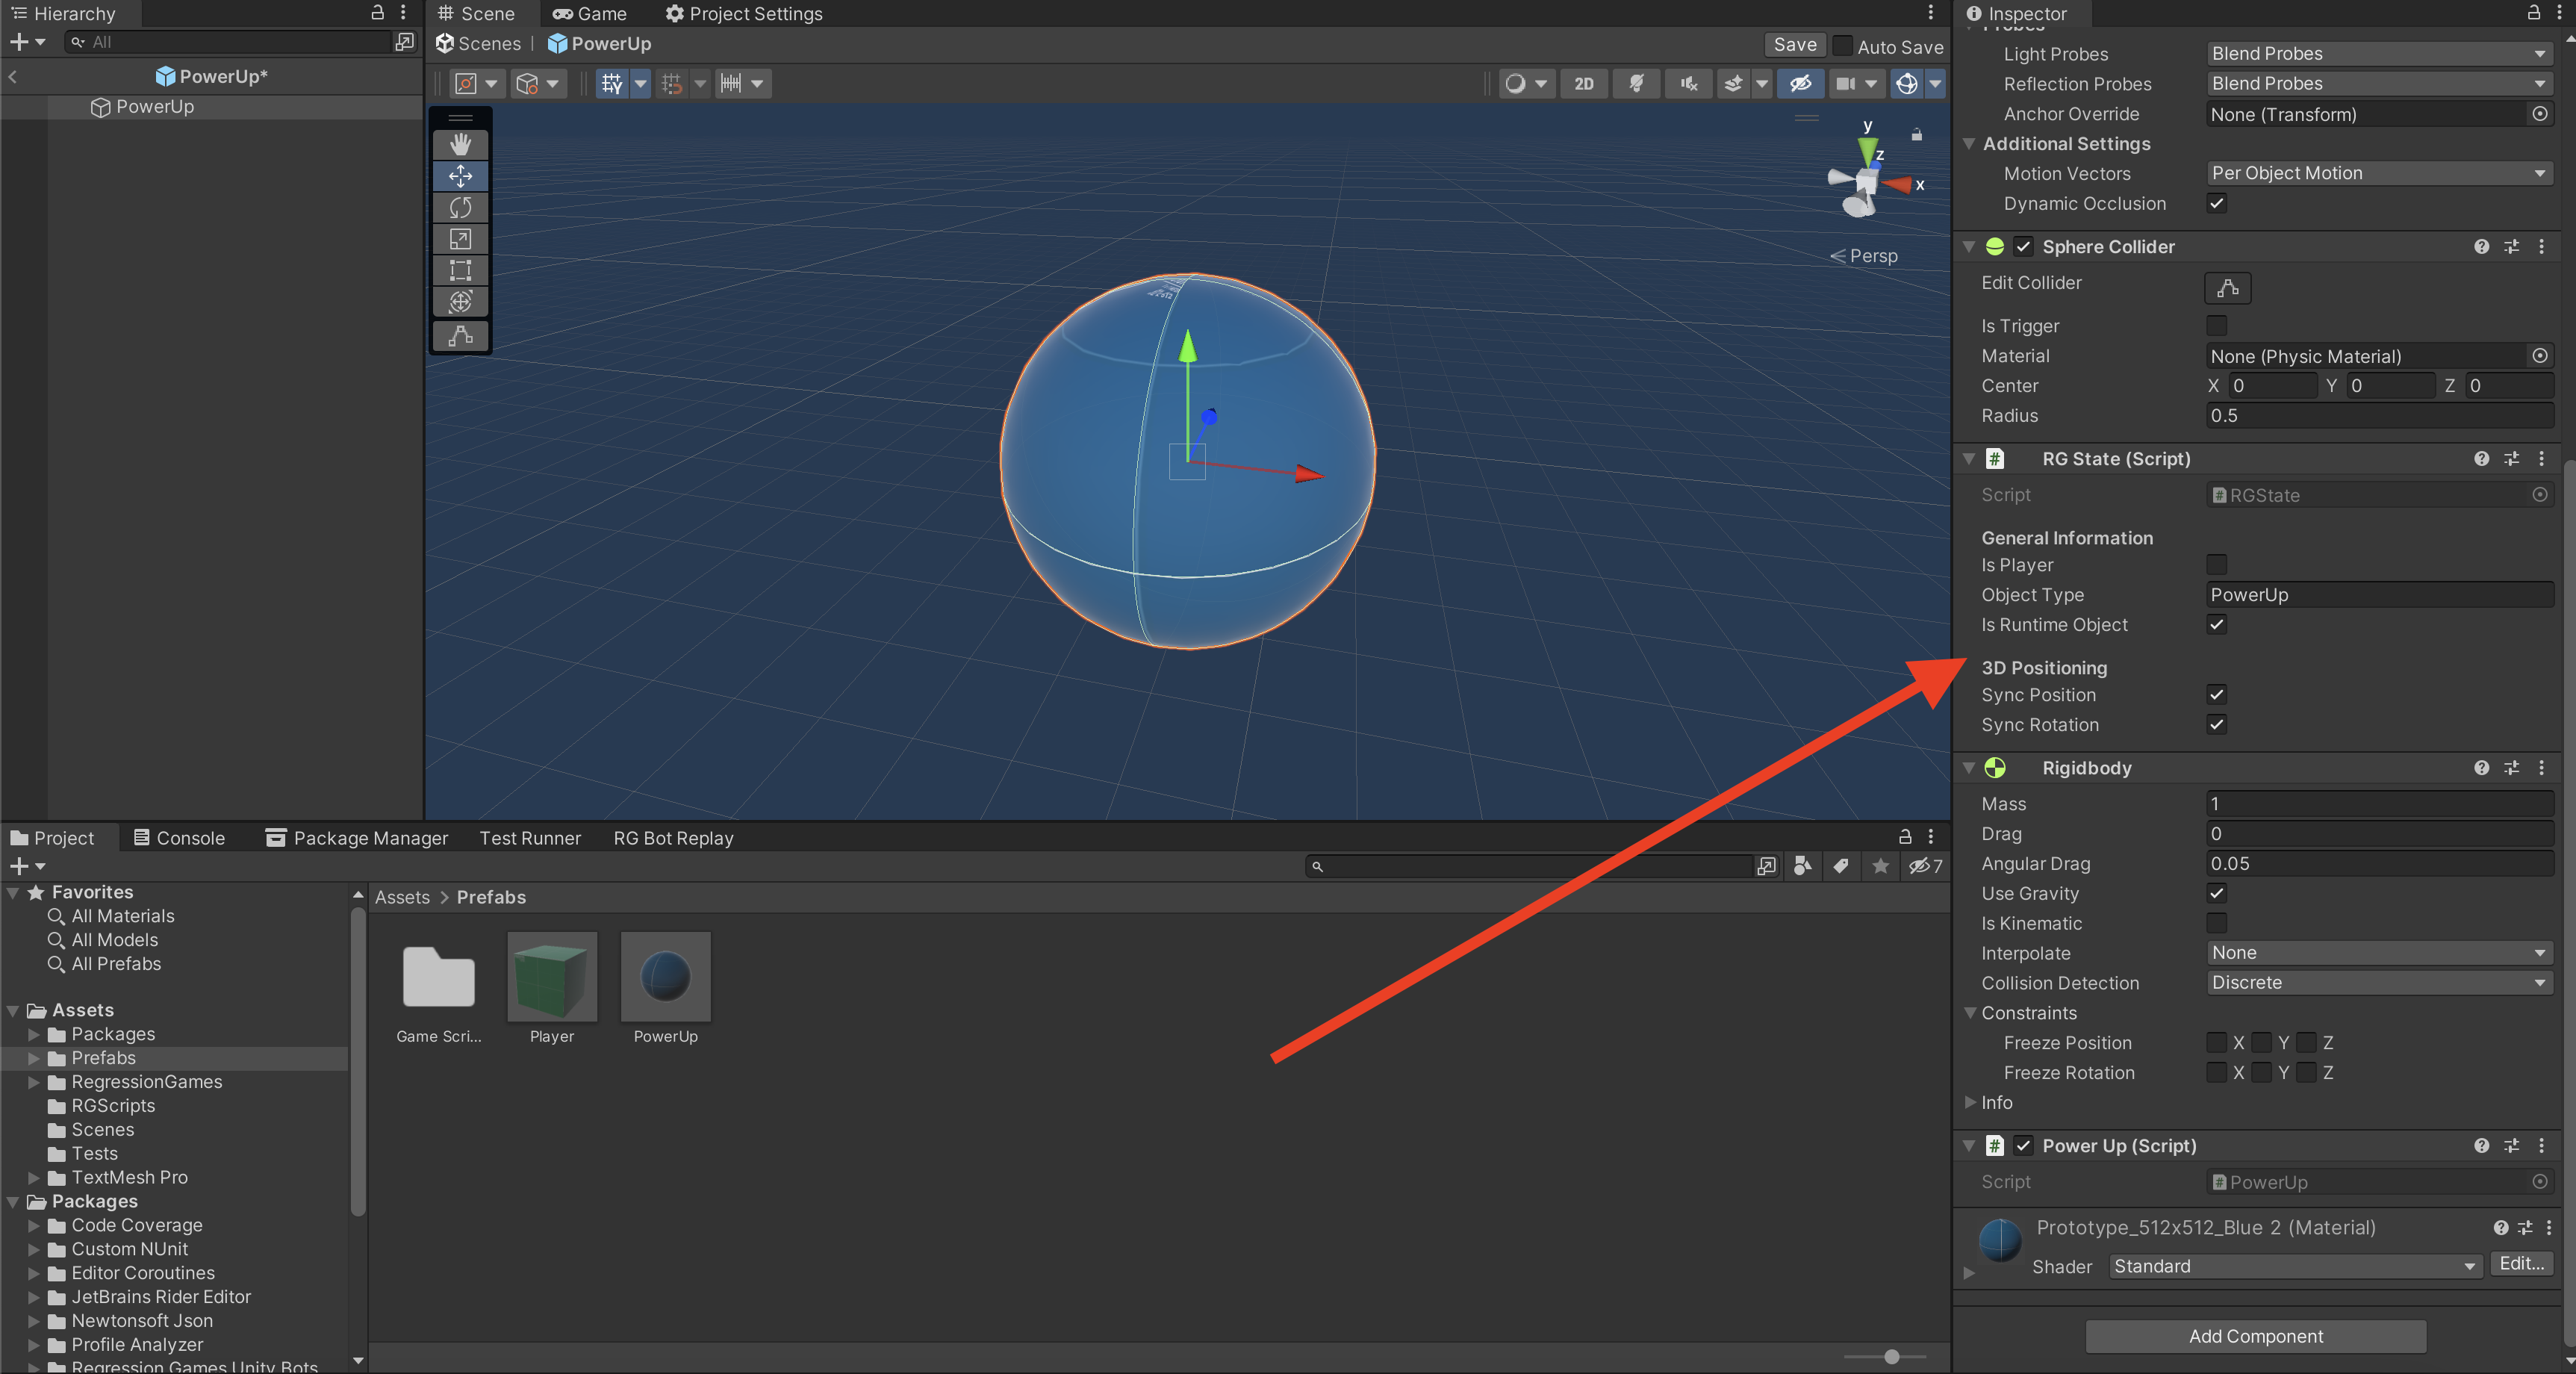 Hierarchy
All
PowerUp*
PowerUp
Scene Game Project Settings
Scenes | PowerUp
Save Auto Save
2D
y
z
x
Persp
Project Console Package Manager Test Runner RG Bot Replay
7
Favorites
All Materials
All Models
All Prefabs
Assets
Packages
Prefabs
RegressionGames
RGScripts
Scenes
Tests
TextMesh Pro
Packages
Code Coverage
Custom NUnit
Editor Coroutines
JetBrains Rider Editor
Newtonsoft Json
Profile Analyzer
Regression Games Unity Bots
Assets > Prefabs
Game Scri...
Player
PowerUp
Inspector
Probes
Light Probes Blend Probes
Reflection Probes Blend Probes
Anchor Override None (Transform)
Additional Settings
Motion Vectors Per Object Motion
Dynamic Occlusion
Sphere Collider
Edit Collider
Is Trigger
Material None (Physic Material)
Center X 0 Y 0 Z 0
Radius 0.5
# RG State (Script)
Script # RGState
General Information
Is Player
Object Type PowerUp
Is Runtime Object
3D Positioning
Sync Position
Sync Rotation
Rigidbody
Mass 1
Drag 0
Angular Drag 0.05
Use Gravity
Is Kinematic
Interpolate None
Collision Detection Discrete
Constraints
Freeze Position X Y Z
Freeze Rotation X Y Z
Info
# Power Up (Script)
Script # PowerUp
Prototype_512x512_Blue 2 (Material)
Shader Standard Edit...
Add Component